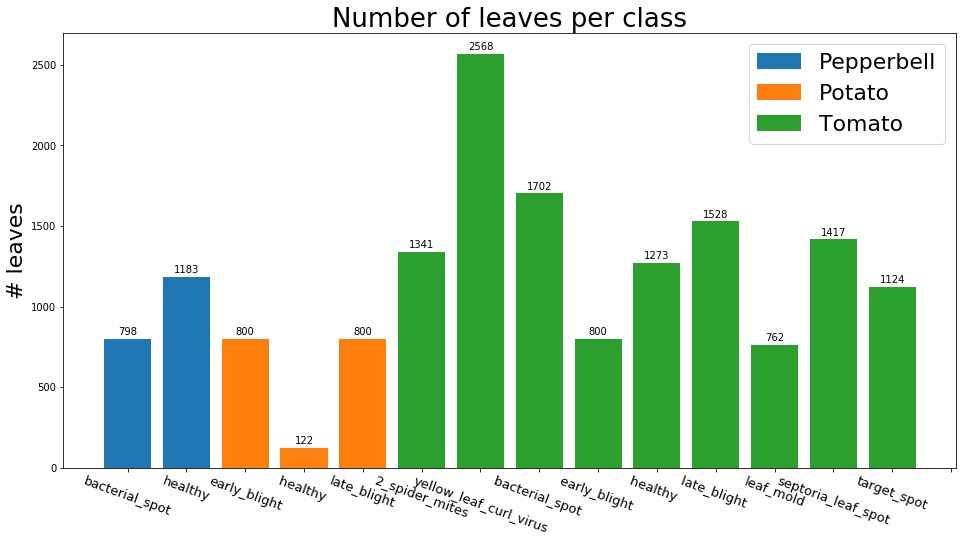 Number of leaves per class
Pepperbell
Potato
Tomato
# leaves
2500
2000
1500
1000
500
0
798
1183
800
122
800
1341
2568
1702
800
1273
1528
762
1417
1124
bacterial_spot
healthy
early_blight
healthy
late_blight
2_spider_mites
yellow_leaf_curl_virus
bacterial_spot
early_blight
healthy
late_blight
leaf_mold
septoria_leaf_spot
target_spot